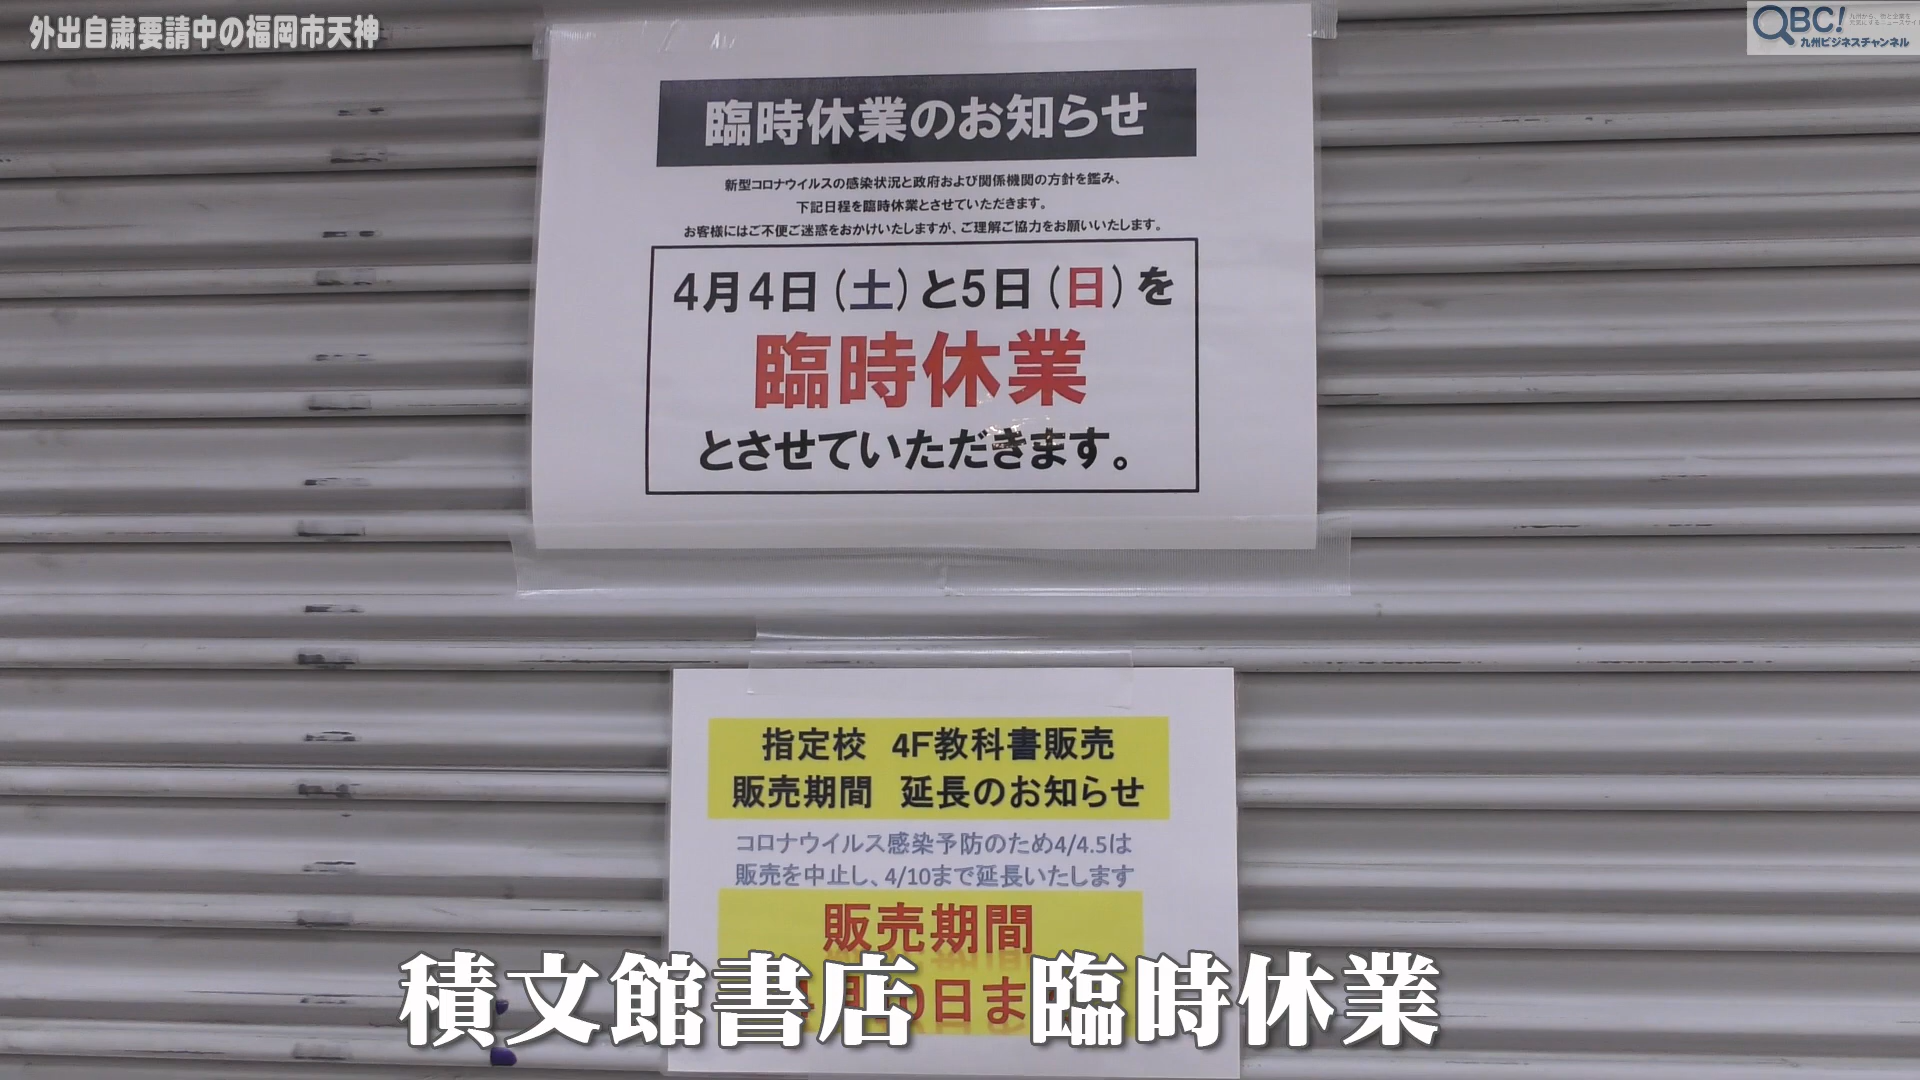 外出自粛要請中の福岡市天神
QBC!
九州ビジネスチャンネル
臨時休業のお知らせ
新型コロナウイルスの感染状況と政府および関係機関の方針を鑑み、
下記日程を臨時休業とさせていただきます。
お客様にはご不便ご迷惑をおかけいたしますが、ご理解ご協力をお願いいたします。
4月4日(土)と5日(日)を
臨時休業
とさせていただきます。
指定校 4F教科書販売
販売期間 延長のお知らせ
コロナウイルス感染予防のため4/4.5は
販売を中止し、4/10まで延長いたします
販売期間
積文館書店 臨時休業